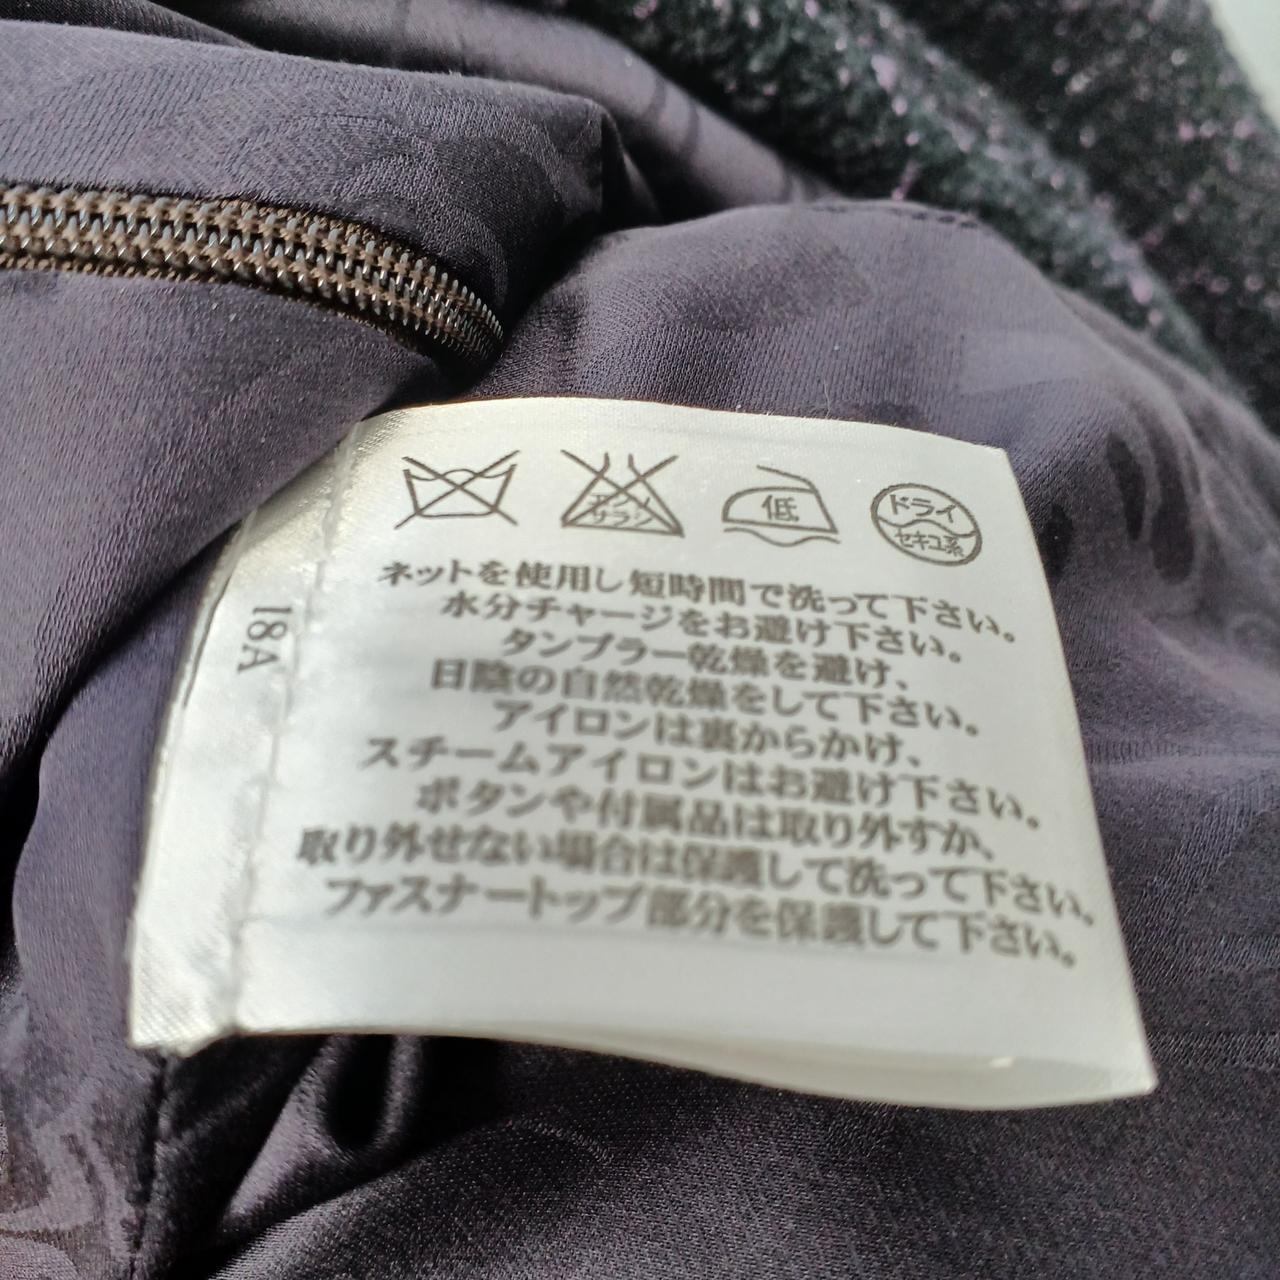 エンソ
サラシ
低
ドライ
セキユ系
ネットを使用し短時間で洗って下さい。
水分チャージをお避け下さい。
タンブラー乾燥を避け、
日陰の自然乾燥をして下さい。
アイロンは裏からかけ、
スチームアイロンはお避け下さい。
ボタンや付属品は取り外すか、
取り外せない場合は保護して洗って下さい。
ファスナートップ部分を保護して下さい。
18A